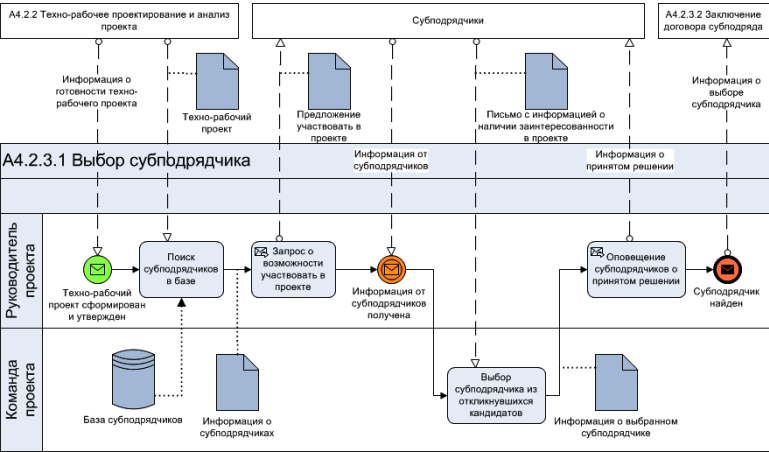 А4.2.2 Техно-рабочее проектирование и анализ
проекта
Субподрядчики
А4.2.3.2 Заключение
договора субподряда
Информация о
готовности техно-
рабочего проекта
Техно-рабочий
проект
Предложение
участвовать в
проекте
Письмо с информацией о
наличии заинтересованности
в проекте
Информация о
выборе
субподрядчика
А4.2.3.1 Выбор субподрядчика
Информация от
субподрядчиков
Информация о
принятом решении
Руководитель
проекта
Техно-рабочий
проект сформирован
и утвержден
Поиск
субподрядчиков
в базе
Запрос о
возможности
участвовать в
проекте
Информация от
субподрядчиков
получена
Оповещение
субподрядчиков о
принятом решении
Субподрядчик
найден
Команда
проекта
База субподрядчиков
Информация о
субподрядчиках
Выбор
субподрядчика из
откликнувшихся
кандидатов
Информация о выбранном
субподрядчике